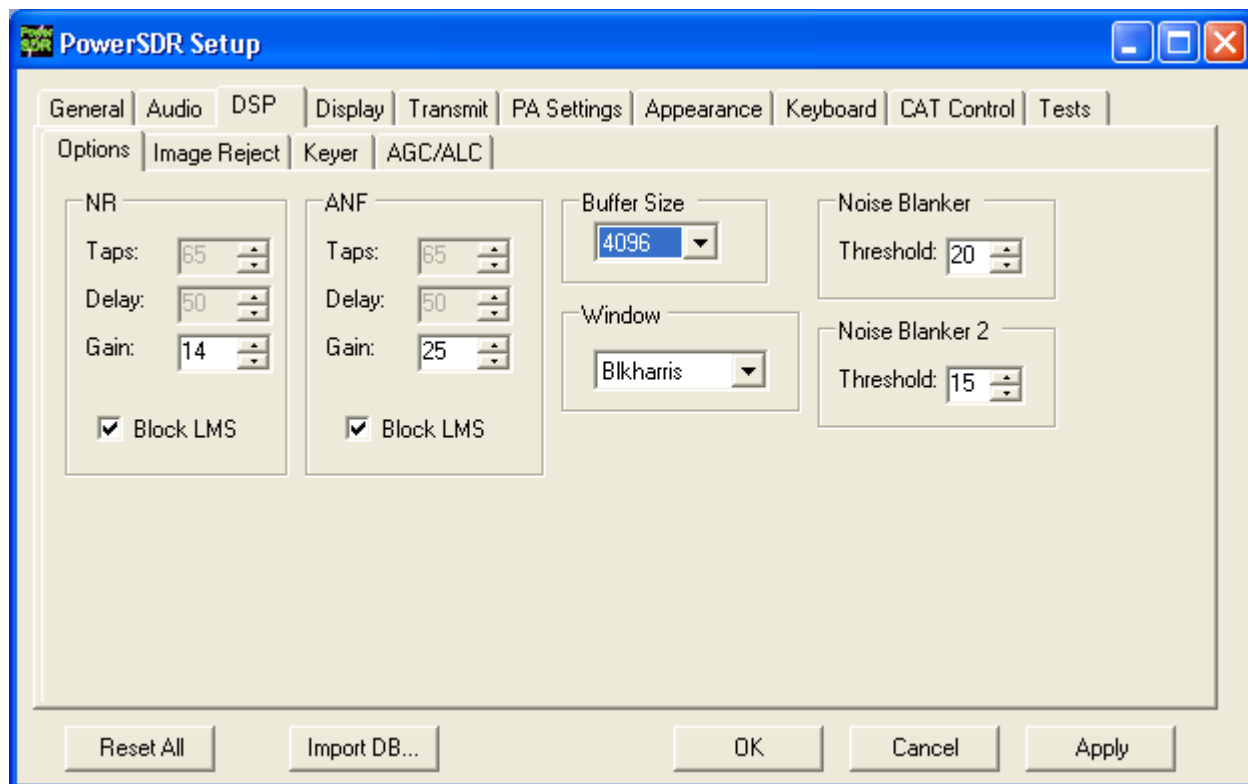 Power SDR PowerSDR Setup
General Audio DSP Display Transmit PA Settings Appearance Keyboard CAT Control Tests
Options Image Reject Keyer AGC/ALC
NR
Taps: 65
Delay: 50
Gain: 14
Block LMS
ANF
Taps: 65
Delay: 50
Gain: 25
Block LMS
Buffer Size
4096
Window
Blkharris
Noise Blanker
Threshold: 20
Noise Blanker 2
Threshold: 15
Reset All Import DB... OK Cancel Apply